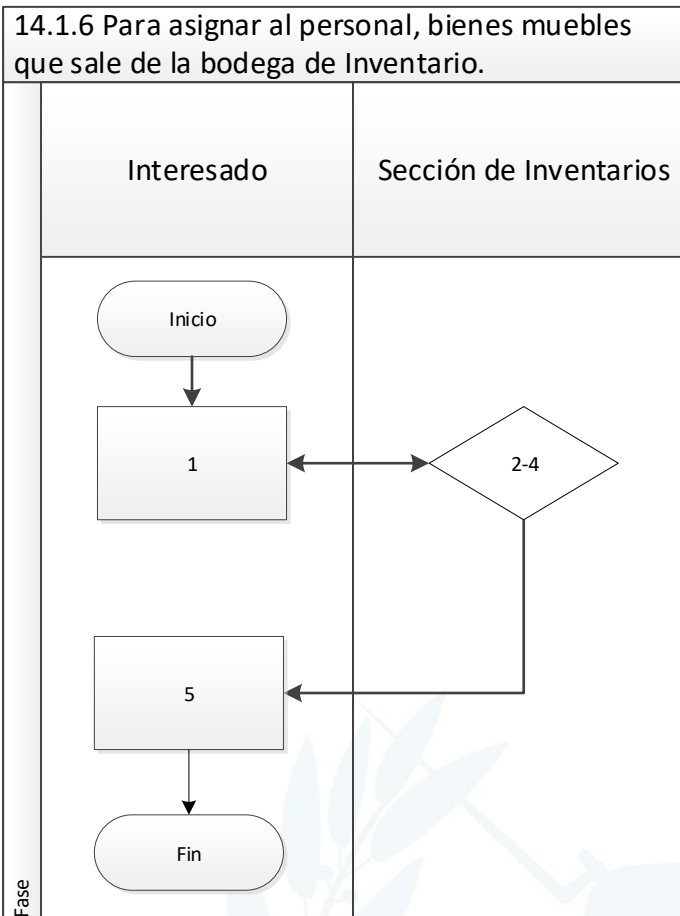 14.1.6 Para asignar al personal, bienes muebles
que sale de la bodega de Inventario.
Interesado
Sección de Inventarios
Inicio
1
2-4
5
Fin
Fase